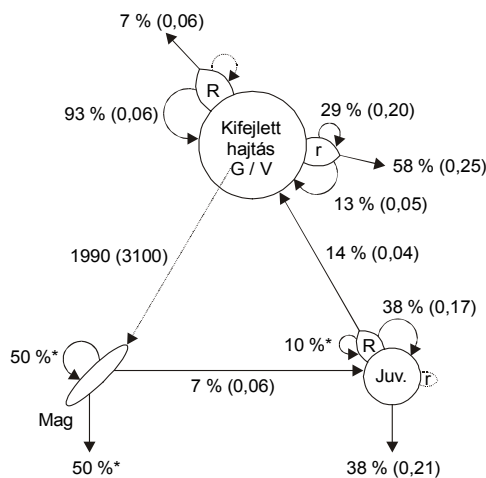 7 % (0,06)
R
93 % (0,06)
Kifejlett
hajtás
G / V
29 % (0,20)
r
58 % (0,25)
13 % (0,05)
1990 (3100)
14 % (0,04)
38 % (0,17)
50 %*
10 %*
R
Juv.
r
7 % (0,06)
Mag
50 %*
38 % (0,21)